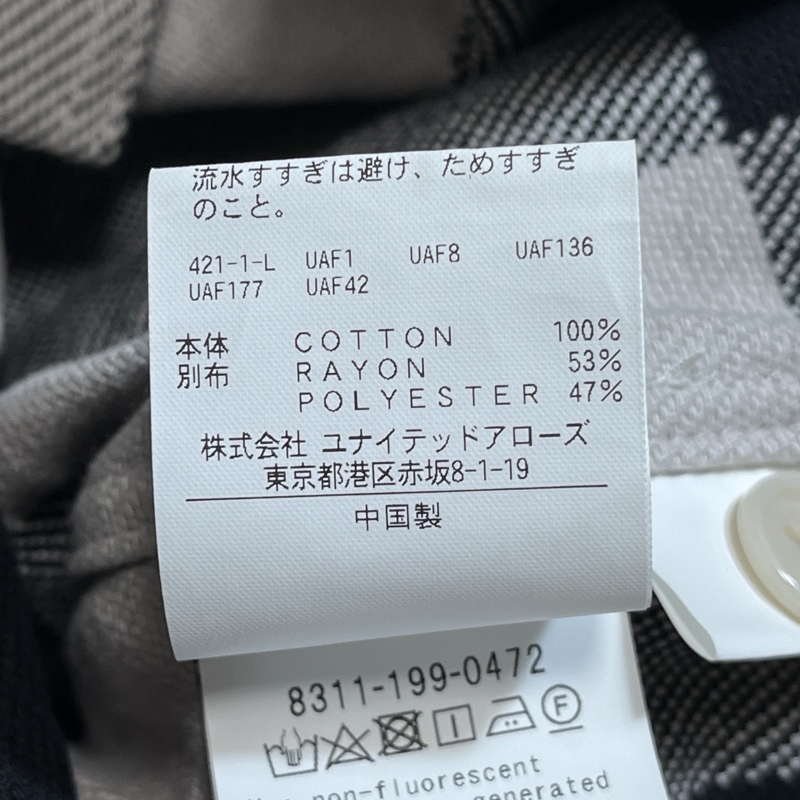 流水すすぎは避け、ためすすぎ
のこと。
421-1-L UAF1 UAF8 UAF136
UAF177 UAF42
本体 COTTON 100%
別布 RAYON 53%
POLYESTER 47%
株式会社 ユナイテッドアローズ
東京都港区赤坂8-1-19
中国製
8311-199-0472
F
non-fluorescent
generated